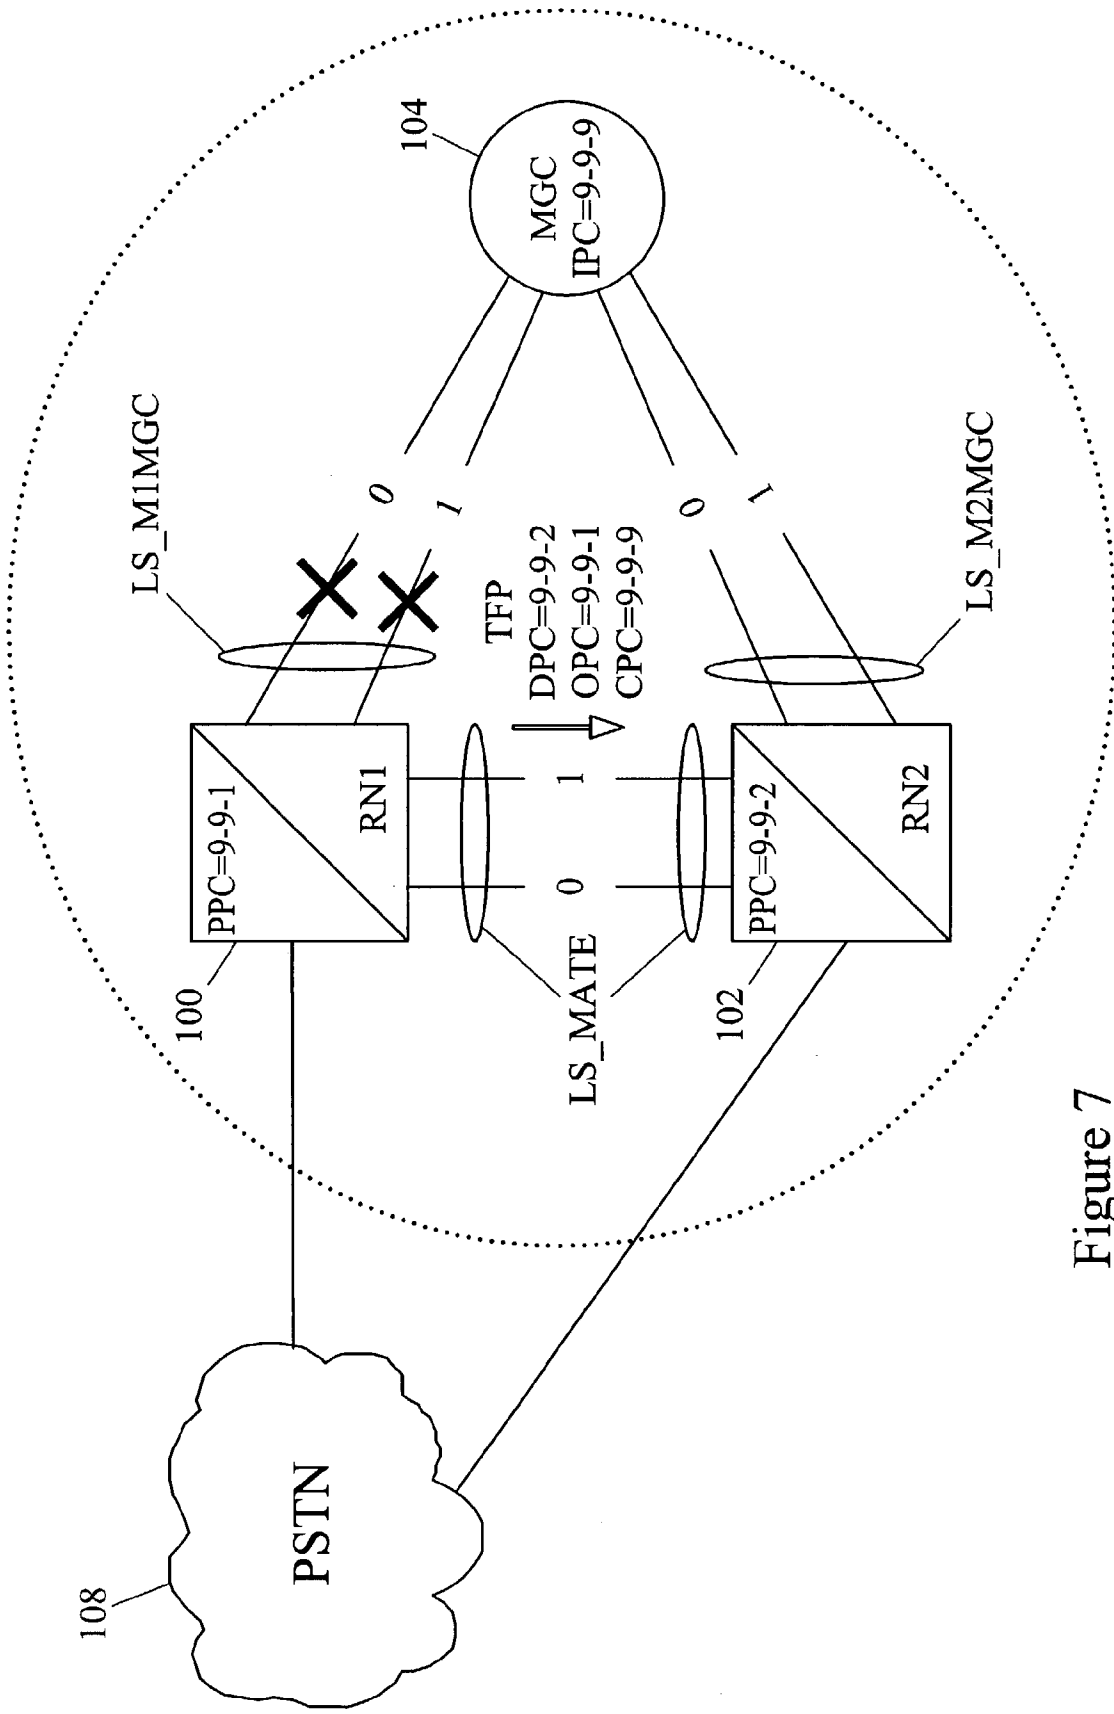 108
PSTN
100
PPC=9-9-1
RN1
LS_M1MGC
0
1
104
MGC
IPC=9-9-9
LS_MATE
0
1
TFP
DPC=9-9-2
OPC=9-9-1
CPC=9-9-9
0
1
102
PPC=9-9-2
RN2
LS_M2MGC
Figure 7